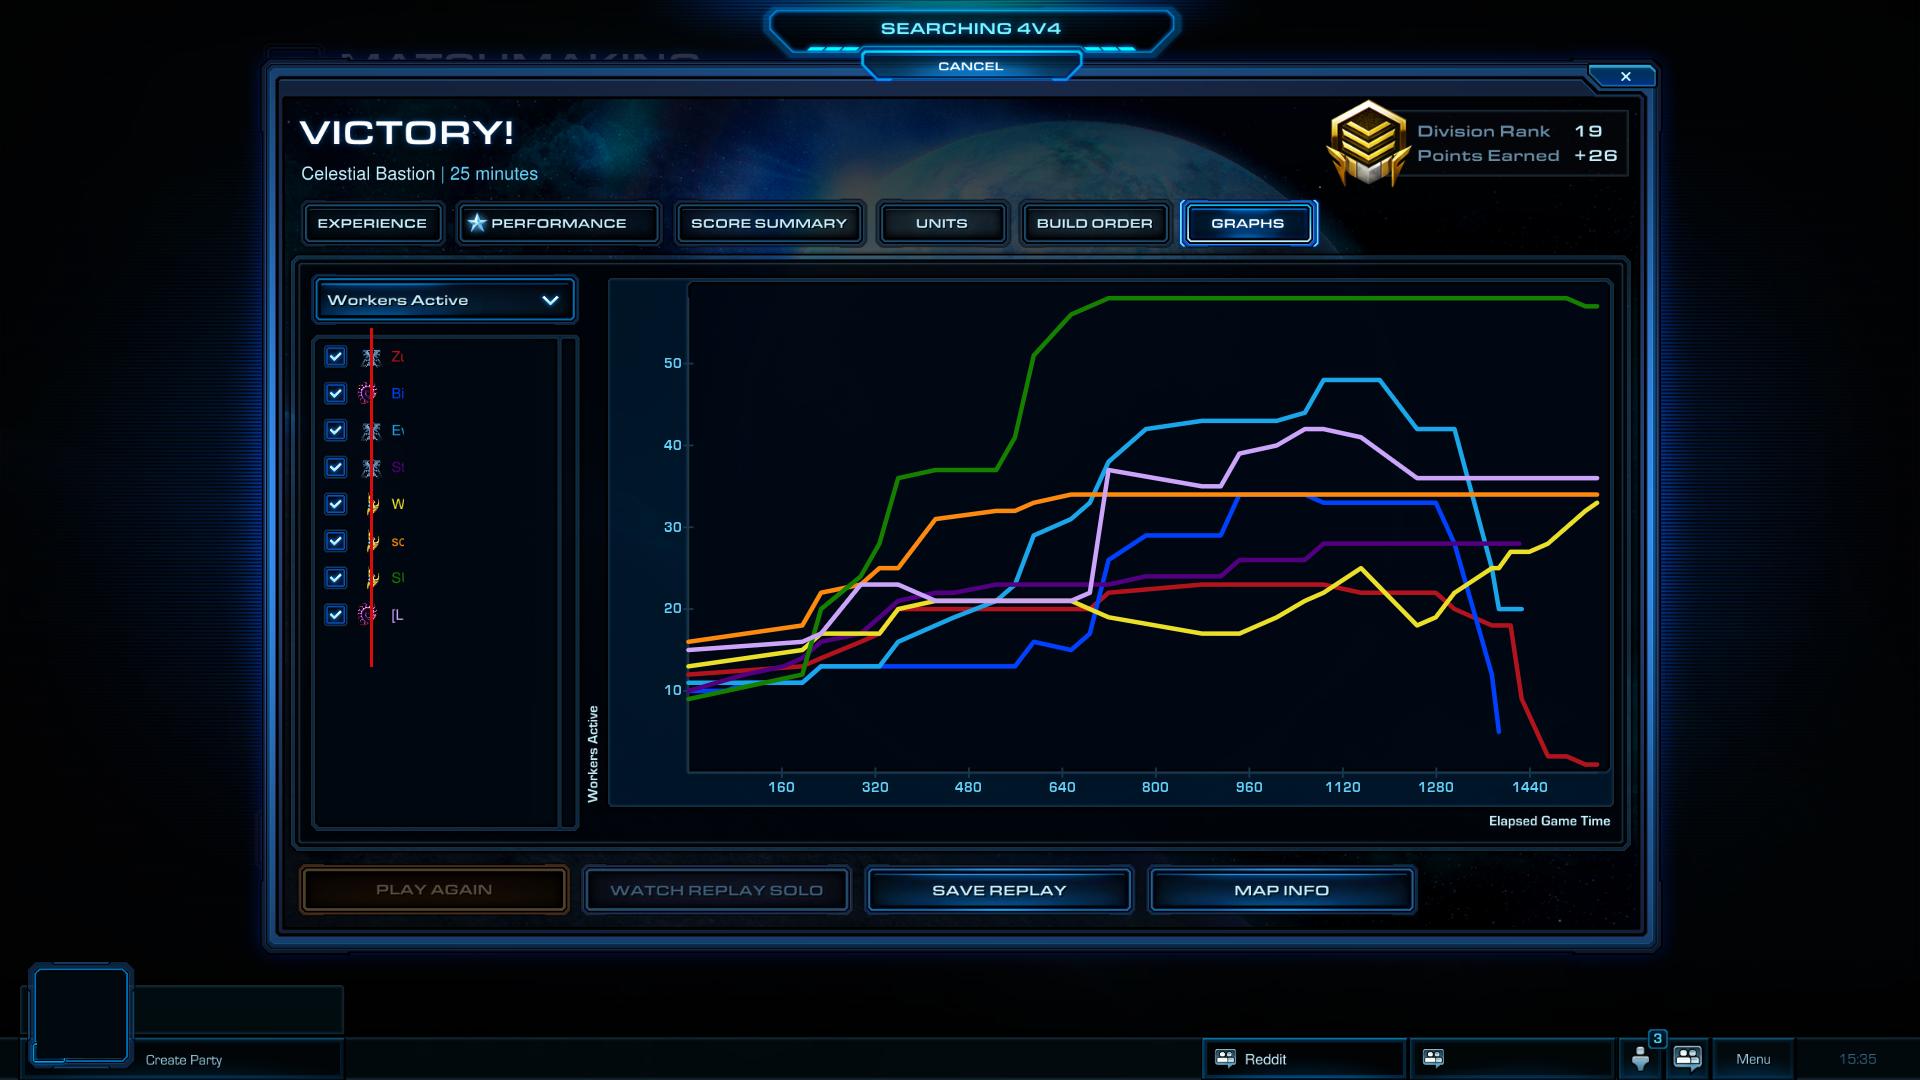 SEARCHING 4V4
CANCEL
MATCHMAKING
VICTORY!
Celestial Bastion | 25 minutes
Division Rank 19
Points Earned +26
EXPERIENCE PERFORMANCE SCORE SUMMARY UNITS BUILD ORDER GRAPHS
Workers Active
Bi
W
sc
[L
Workers Active
50
40
30
20
10
160 320 480 640 800 960 1120 1280 1440
Elapsed Game Time
PLAY AGAIN WATCH REPLAY SOLO SAVE REPLAY MAP INFO
3
Create Party
Reddit
Menu
15:35